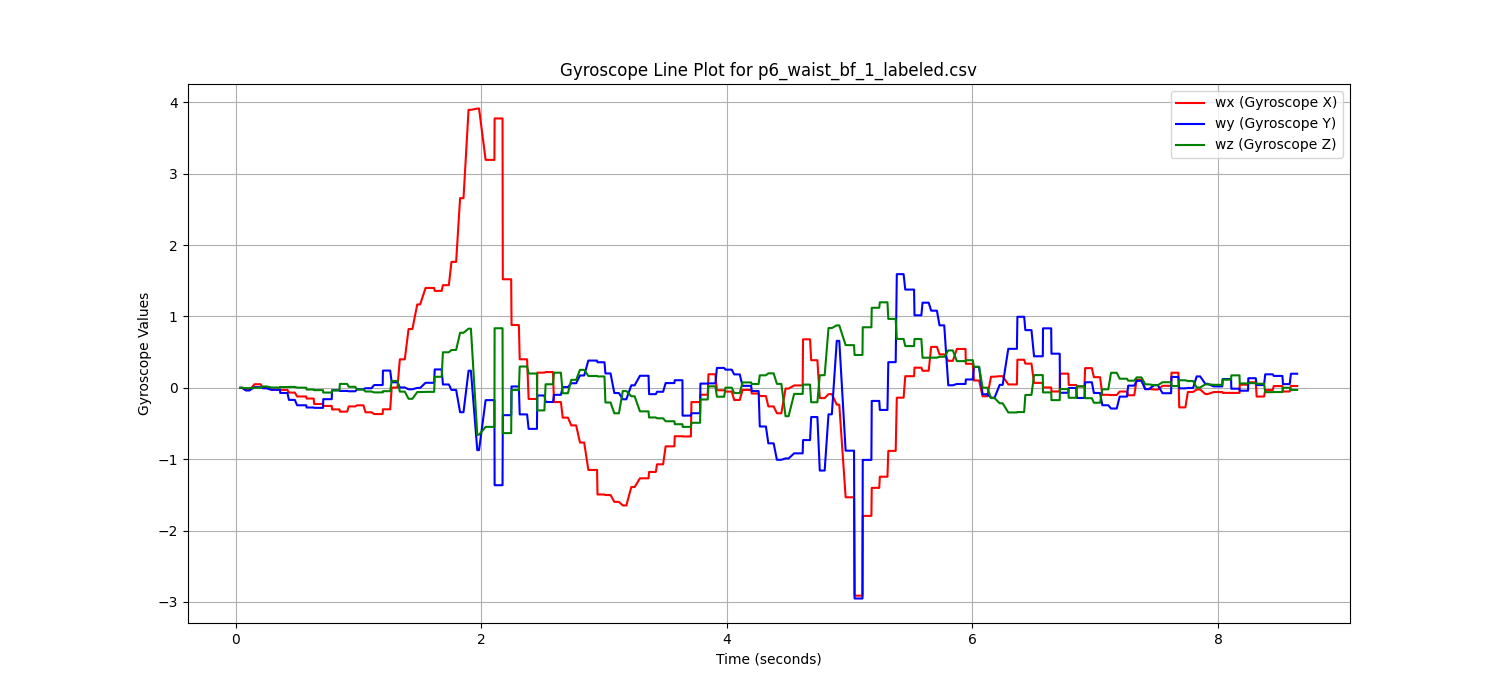 Gyroscope Line Plot for p6_waist_bf_1_labeled.csv
wx (Gyroscope X)
wy (Gyroscope Y)
wz (Gyroscope Z)
Gyroscope Values
4
3
2
1
0
−1
−2
−3
0 2 4 6 8
Time (seconds)